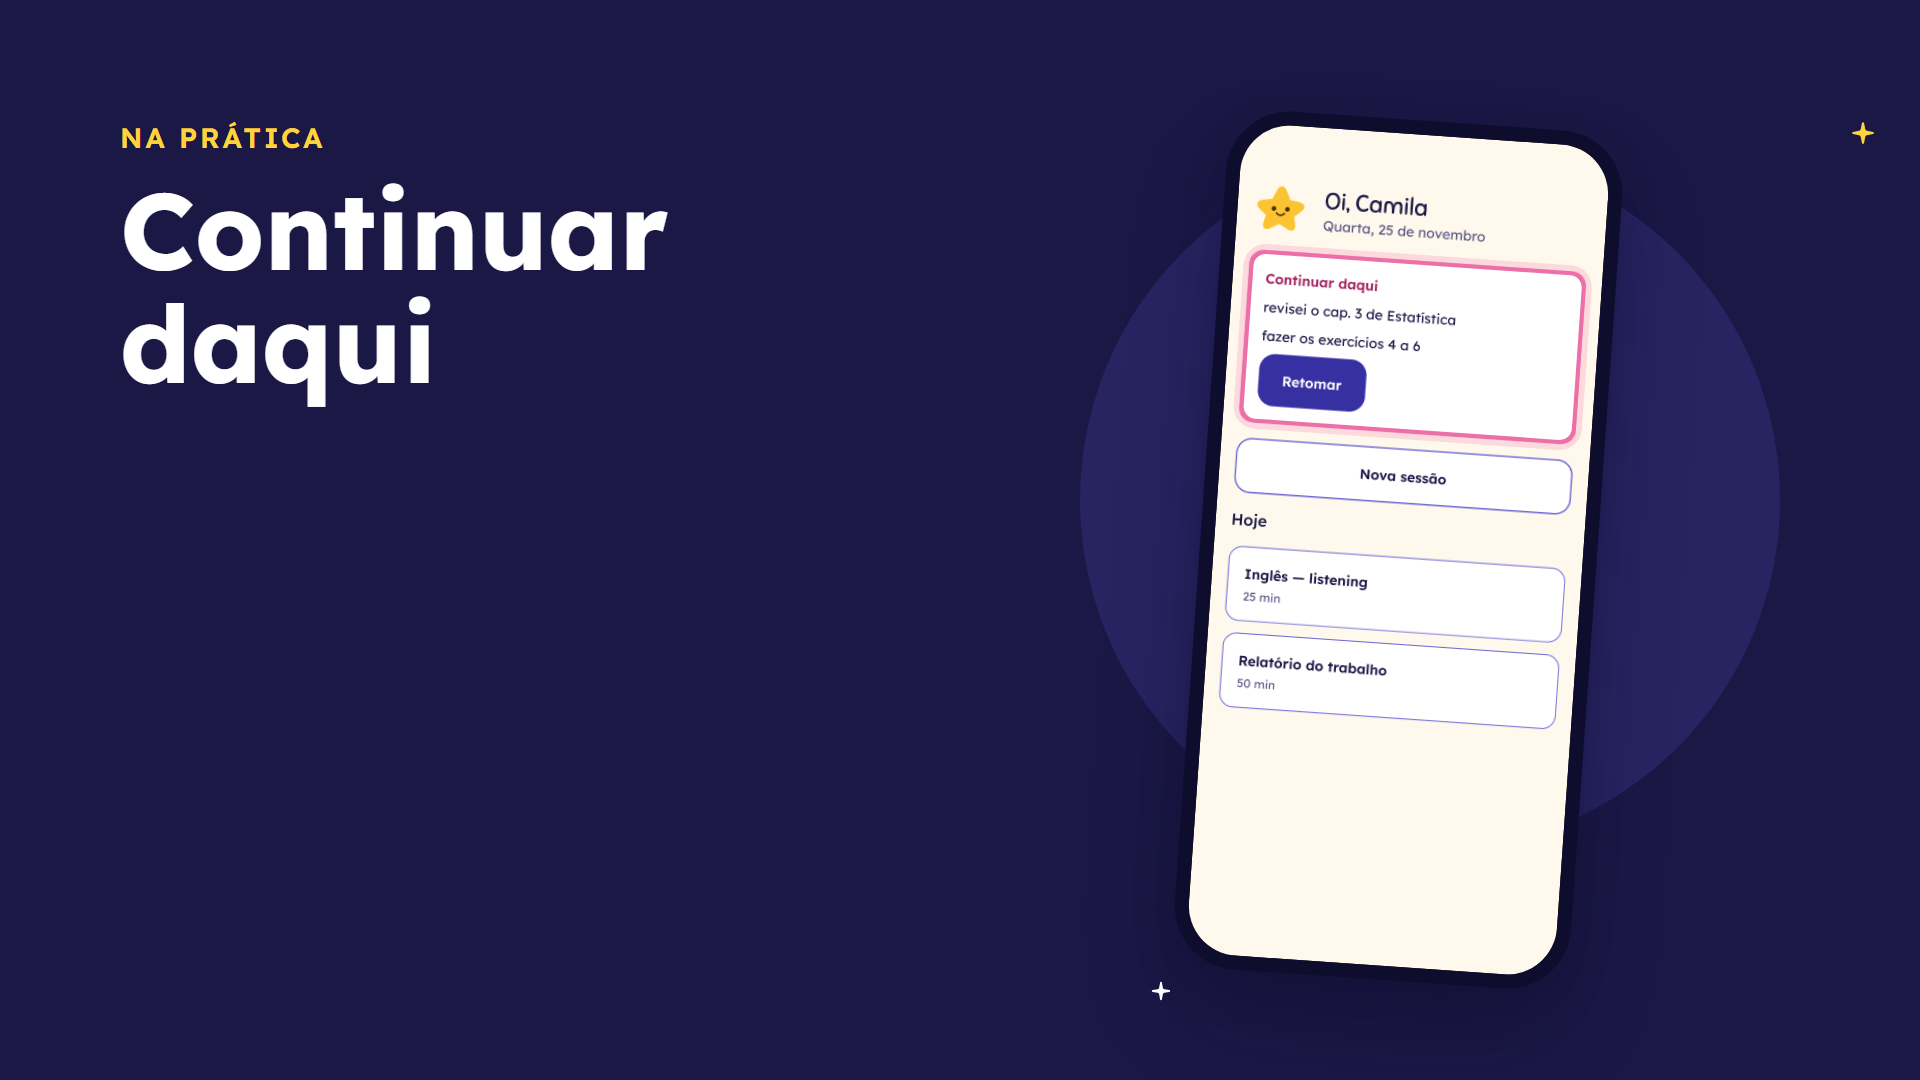 NA PRÁTICA
Continuar
daqui
Oi, Camila
Quarta, 25 de novembro
Continuar daqui
revisei o cap. 3 de Estatística
fazer os exercícios 4 a 6
Retomar
Nova sessão
Hoje
Inglês — listening
25 min
Relatório do trabalho
50 min